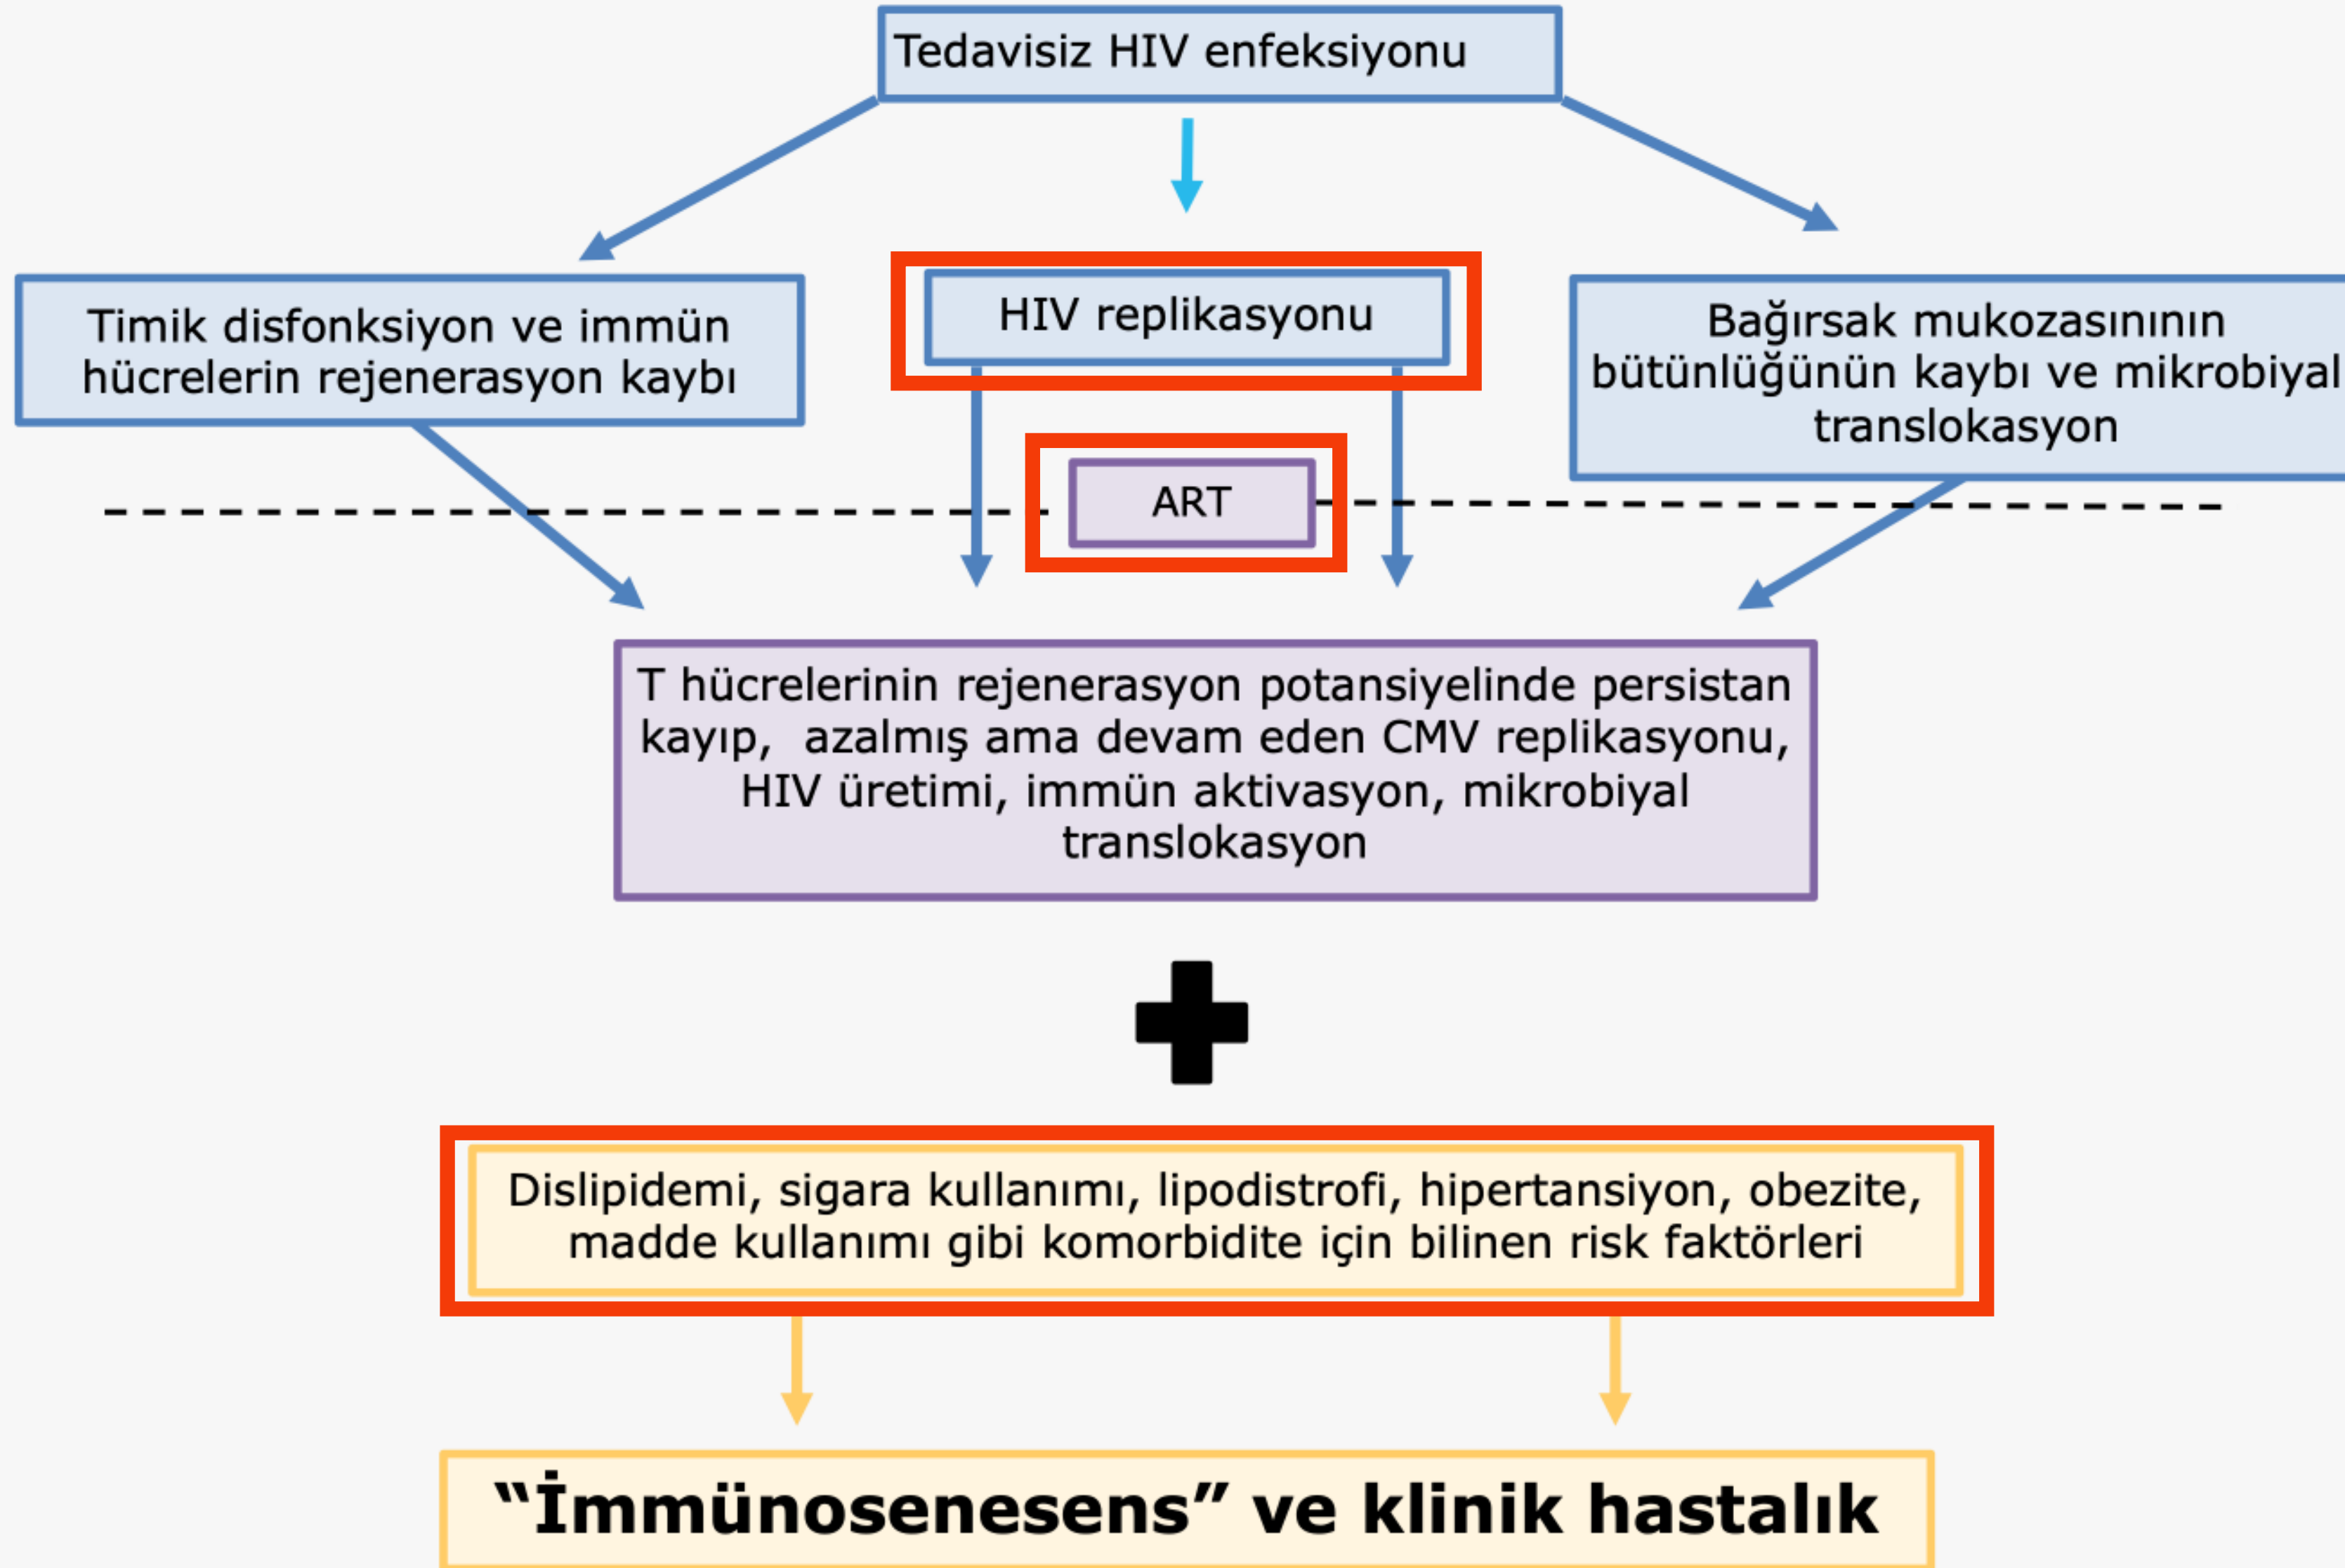 Tedavisiz HIV enfeksiyonu
Timik disfonksiyon ve immün
hücrelerin rejenerasyon kaybı
HIV replikasyonu
Bağırsak mukozasınının
bütünlüğünün kaybı ve mikrobiyal
translokasyon
ART
T hücrelerinin rejenerasyon potansiyelinde persistan
kayıp, azalmış ama devam eden CMV replikasyonu,
HIV üretimi, immün aktivasyon, mikrobiyal
translokasyon
Dislipidemi, sigara kullanımı, lipodistrofi, hipertansiyon, obezite,
madde kullanımı gibi komorbidite için bilinen risk faktörleri
“İmmünosenesens” ve klinik hastalık